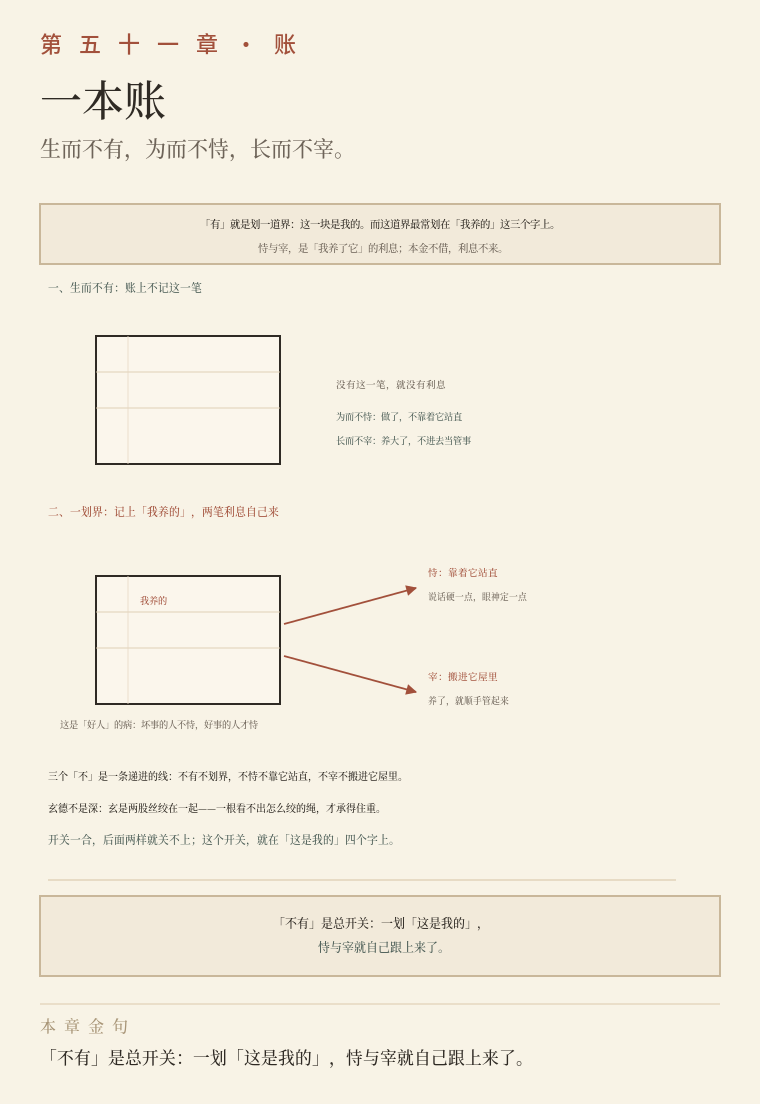 第五十一章·账
一本账
生而不有，为而不恃，长而不宰。
「有」就是划一道界：这一块是我的。而这道界最常划在「我养的」这三个字上。
恃与宰，是「我养了它」的利息；本金不借，利息不来。
一、生而不有：账上不记这一笔
没有这一笔，就没有利息
为而不恃：做了，不靠着它站直
长而不宰：养大了，不进去当管事
二、一划界：记上「我养的」，两笔利息自己来
恃：靠着它站直
说话硬一点，眼神定一点
我养的
宰：搬进它屋里
养了，就顺手管起来
这是「好人」的病：坏事的人不恃，好事的人才恃
三个「不」是一条递进的线：不有不划界，不恃不靠它站直，不宰不搬进它屋里。
玄德不是深：玄是两股丝绞在一起——一根看不出怎么绞的绳，才承得住重。
开关一合，后面两样就关不上；这个开关，就在「这是我的」四个字上。
「不有」是总开关：一划「这是我的」，
恃与宰就自己跟上来了。
本章金句
「不有」是总开关：一划「这是我的」，恃与宰就自己跟上来了。